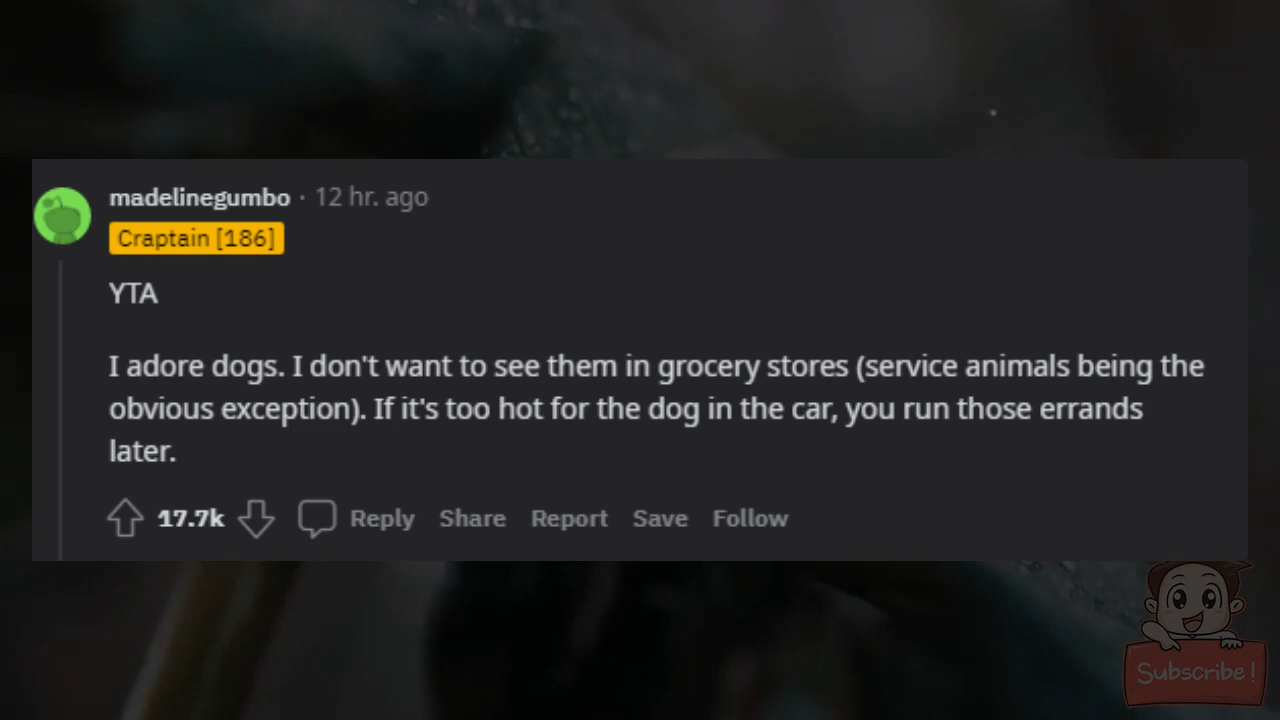 madelinegumbo · 12 hr. ago
Craptain [186]
YTA
I adore dogs. I don't want to see them in grocery stores (service animals being the
obvious exception). If it's too hot for the dog in the car, you run those errands
later.
17.7k Reply Share Report Save Follow
Subscribe!